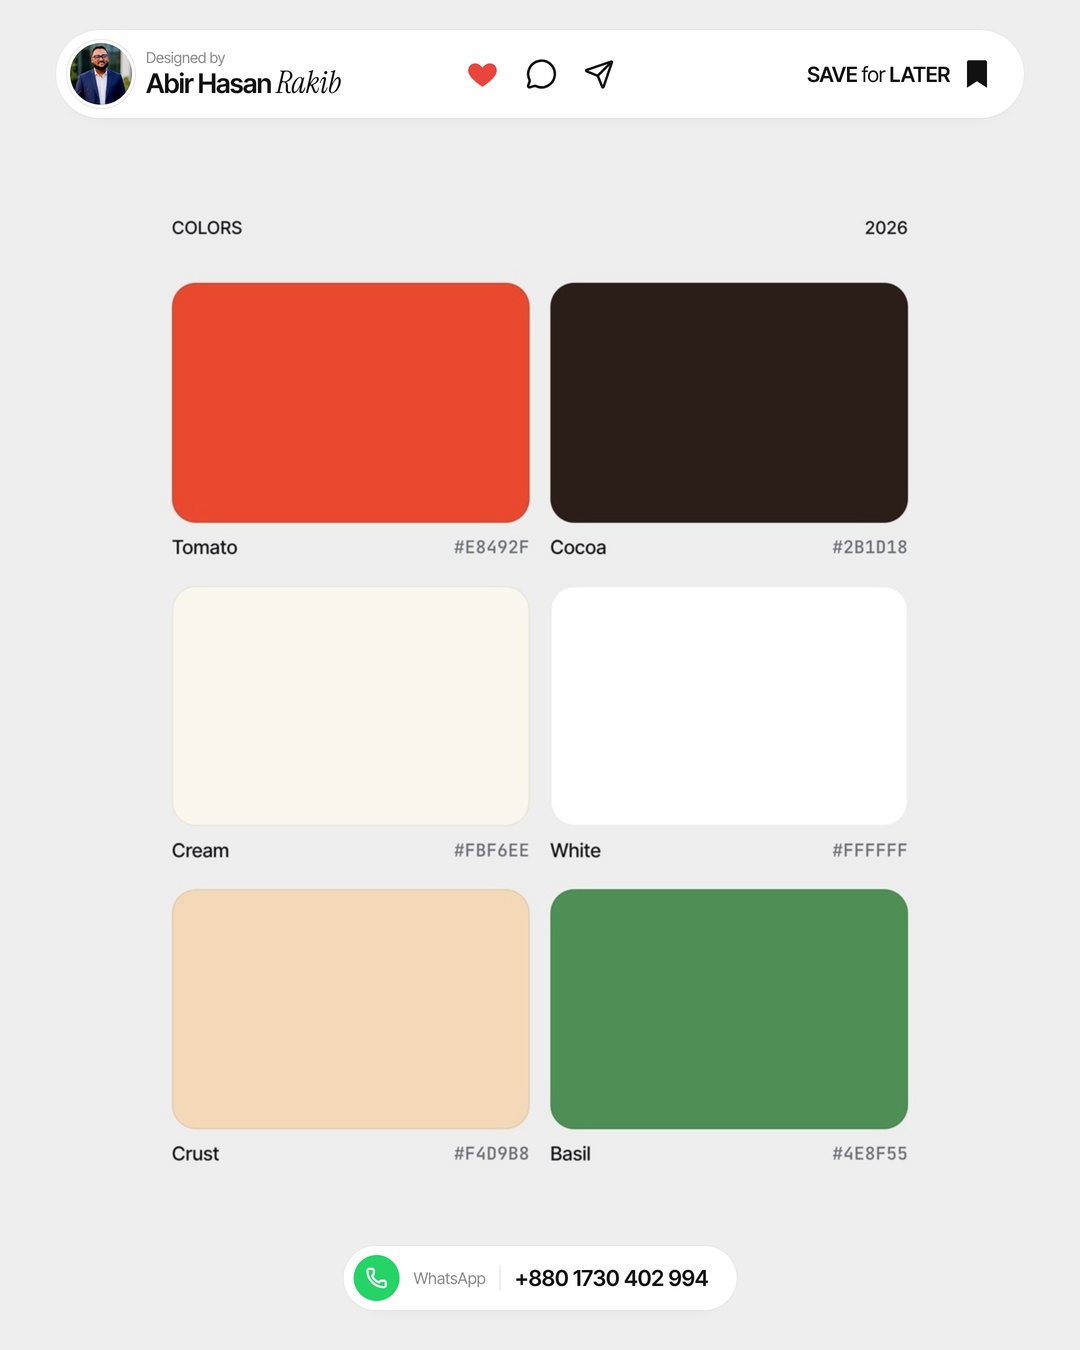 Designed by
Abir Hasan Rakib
SAVE for LATER
COLORS
2026
Tomato
#E8492F
Cocoa
#2B1D18
Cream
#FBF6EE
White
#FFFFFF
Crust
#F4D9B8
Basil
#4E8F55
WhatsApp
+880 1730 402 994